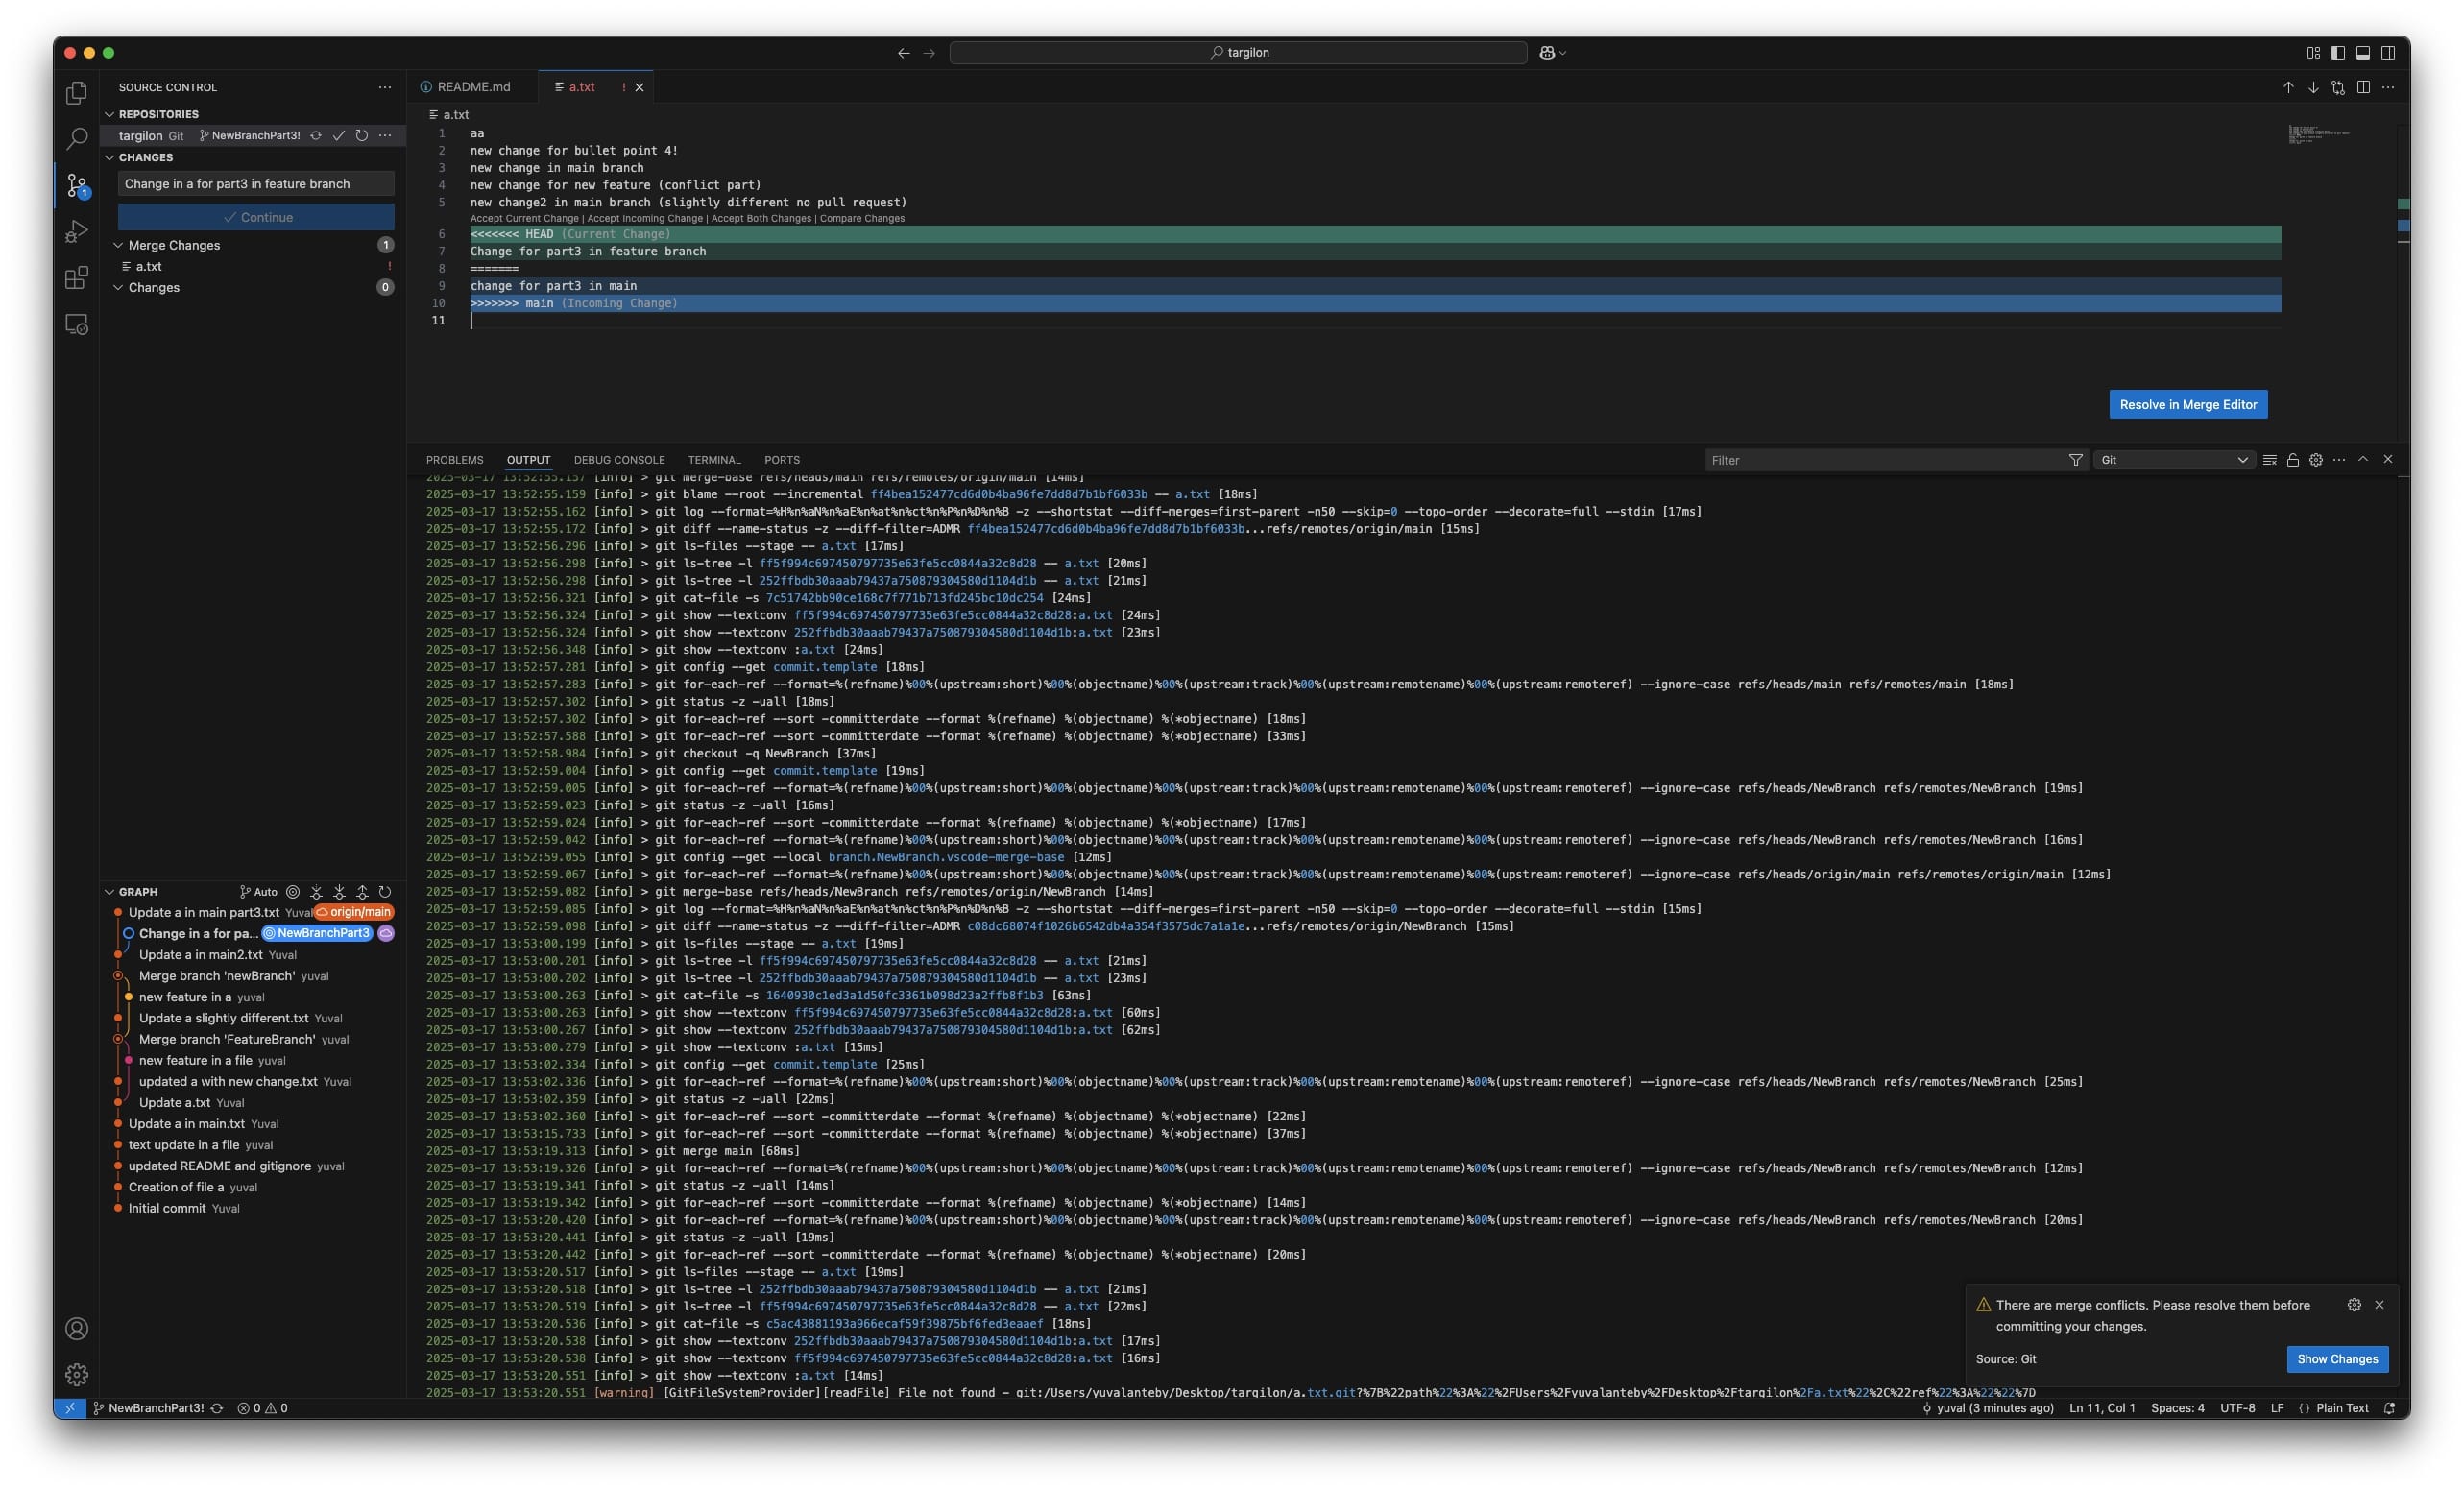 targilon
SOURCE CONTROL
REPOSITORIES
targilon Git NewBranchPart3!
CHANGES
Change in a for part3 in feature branch
Continue
Merge Changes 1
a.txt !
Changes 0
README.md
a.txt !
a.txt
1 aa
2 new change for bullet point 4!
3 new change in main branch
4 new change for new feature (conflict part)
5 new change2 in main branch (slightly different no pull request)
Accept Current Change | Accept Incoming Change | Accept Both Changes | Compare Changes
6 <<<<<<< HEAD (Current Change)
7 Change for part3 in feature branch
8 =======
9 change for part3 in main
10 >>>>>>> main (Incoming Change)
11
Resolve in Merge Editor
PROBLEMS OUTPUT DEBUG CONSOLE TERMINAL PORTS
Filter
Git
2025-03-17 13:52:55.157 [info] > git merge-base refs/heads/main refs/remotes/origin/main [14ms]
2025-03-17 13:52:55.159 [info] > git blame --root --incremental ff4bea152477cd6d0b4ba96fe7dd8d7b1bf6033b -- a.txt [18ms]
2025-03-17 13:52:55.162 [info] > git log --format=%H%n%aN%n%aE%n%at%n%ct%n%P%n%D%n%B -z --shortstat --diff-merges=first-parent -n50 --skip=0 --topo-order --decorate=full --stdin [17ms]
2025-03-17 13:52:55.172 [info] > git diff --name-status -z --diff-filter=ADMR ff4bea152477cd6d0b4ba96fe7dd8d7b1bf6033b...refs/remotes/origin/main [15ms]
2025-03-17 13:52:56.296 [info] > git ls-files --stage -- a.txt [17ms]
2025-03-17 13:52:56.298 [info] > git ls-tree -l ff5f994c697450797735e63fe5cc0844a32c8d28 -- a.txt [20ms]
2025-03-17 13:52:56.298 [info] > git ls-tree -l 252ffbdb30aaab79437a750879304580d1104d1b -- a.txt [21ms]
2025-03-17 13:52:56.321 [info] > git cat-file -s 7c51742bb90ce168c7f771b713fd245bc10dc254 [24ms]
2025-03-17 13:52:56.324 [info] > git show --textconv ff5f994c697450797735e63fe5cc0844a32c8d28:a.txt [24ms]
2025-03-17 13:52:56.324 [info] > git show --textconv 252ffbdb30aaab79437a750879304580d1104d1b:a.txt [23ms]
2025-03-17 13:52:56.348 [info] > git show --textconv :a.txt [24ms]
2025-03-17 13:52:57.281 [info] > git config --get commit.template [18ms]
2025-03-17 13:52:57.283 [info] > git for-each-ref --format=%(refname)%00%(upstream:short)%00%(objectname)%00%(upstream:track)%00%(upstream:remotename)%00%(upstream:remoteref) --ignore-case refs/heads/main refs/remotes/main [18ms]
2025-03-17 13:52:57.302 [info] > git status -z -uall [18ms]
2025-03-17 13:52:57.302 [info] > git for-each-ref --sort -committerdate --format %(refname) %(objectname) %(*objectname) [18ms]
2025-03-17 13:52:57.588 [info] > git for-each-ref --sort -committerdate --format %(refname) %(objectname) %(*objectname) [33ms]
2025-03-17 13:52:58.984 [info] > git checkout -q NewBranch [37ms]
2025-03-17 13:52:59.004 [info] > git config --get commit.template [19ms]
2025-03-17 13:52:59.005 [info] > git for-each-ref --format=%(refname)%00%(upstream:short)%00%(objectname)%00%(upstream:track)%00%(upstream:remotename)%00%(upstream:remoteref) --ignore-case refs/heads/NewBranch refs/remotes/NewBranch [19ms]
2025-03-17 13:52:59.023 [info] > git status -z -uall [16ms]
2025-03-17 13:52:59.024 [info] > git for-each-ref --sort -committerdate --format %(refname) %(objectname) %(*objectname) [17ms]
2025-03-17 13:52:59.042 [info] > git for-each-ref --format=%(refname)%00%(upstream:short)%00%(objectname)%00%(upstream:track)%00%(upstream:remotename)%00%(upstream:remoteref) --ignore-case refs/heads/NewBranch refs/remotes/NewBranch [16ms]
2025-03-17 13:52:59.055 [info] > git config --get --local branch.NewBranch.vscode-merge-base [12ms]
2025-03-17 13:52:59.067 [info] > git for-each-ref --format=%(refname)%00%(upstream:short)%00%(objectname)%00%(upstream:track)%00%(upstream:remotename)%00%(upstream:remoteref) --ignore-case refs/heads/origin/main refs/remotes/origin/main [12ms]
2025-03-17 13:52:59.082 [info] > git merge-base refs/heads/NewBranch refs/remotes/origin/NewBranch [14ms]
2025-03-17 13:52:59.085 [info] > git log --format=%H%n%aN%n%aE%n%at%n%ct%n%P%n%D%n%B -z --shortstat --diff-merges=first-parent -n50 --skip=0 --topo-order --decorate=full --stdin [15ms]
2025-03-17 13:52:59.098 [info] > git diff --name-status -z --diff-filter=ADMR c08dc68074f1026b6542db4a354f3575dc7a1a1e...refs/remotes/origin/NewBranch [15ms]
2025-03-17 13:53:00.199 [info] > git ls-files --stage -- a.txt [19ms]
2025-03-17 13:53:00.201 [info] > git ls-tree -l ff5f994c697450797735e63fe5cc0844a32c8d28 -- a.txt [21ms]
2025-03-17 13:53:00.202 [info] > git ls-tree -l 252ffbdb30aaab79437a750879304580d1104d1b -- a.txt [23ms]
2025-03-17 13:53:00.263 [info] > git cat-file -s 1640930c1ed3a1d50fc3361b098d23a2ffb8f1b3 [63ms]
2025-03-17 13:53:00.263 [info] > git show --textconv ff5f994c697450797735e63fe5cc0844a32c8d28:a.txt [60ms]
2025-03-17 13:53:00.267 [info] > git show --textconv 252ffbdb30aaab79437a750879304580d1104d1b:a.txt [62ms]
2025-03-17 13:53:00.279 [info] > git show --textconv :a.txt [15ms]
2025-03-17 13:53:02.334 [info] > git config --get commit.template [25ms]
2025-03-17 13:53:02.336 [info] > git for-each-ref --format=%(refname)%00%(upstream:short)%00%(objectname)%00%(upstream:track)%00%(upstream:remotename)%00%(upstream:remoteref) --ignore-case refs/heads/NewBranch refs/remotes/NewBranch [25ms]
2025-03-17 13:53:02.359 [info] > git status -z -uall [22ms]
2025-03-17 13:53:02.360 [info] > git for-each-ref --sort -committerdate --format %(refname) %(objectname) %(*objectname) [22ms]
2025-03-17 13:53:15.733 [info] > git for-each-ref --sort -committerdate --format %(refname) %(objectname) %(*objectname) [37ms]
2025-03-17 13:53:19.313 [info] > git merge main [68ms]
2025-03-17 13:53:19.326 [info] > git for-each-ref --format=%(refname)%00%(upstream:short)%00%(objectname)%00%(upstream:track)%00%(upstream:remotename)%00%(upstream:remoteref) --ignore-case refs/heads/NewBranch refs/remotes/NewBranch [12ms]
2025-03-17 13:53:19.341 [info] > git status -z -uall [14ms]
2025-03-17 13:53:19.342 [info] > git for-each-ref --sort -committerdate --format %(refname) %(objectname) %(*objectname) [14ms]
2025-03-17 13:53:20.420 [info] > git for-each-ref --format=%(refname)%00%(upstream:short)%00%(objectname)%00%(upstream:track)%00%(upstream:remotename)%00%(upstream:remoteref) --ignore-case refs/heads/NewBranch refs/remotes/NewBranch [20ms]
2025-03-17 13:53:20.441 [info] > git status -z -uall [19ms]
2025-03-17 13:53:20.442 [info] > git for-each-ref --sort -committerdate --format %(refname) %(objectname) %(*objectname) [20ms]
2025-03-17 13:53:20.517 [info] > git ls-files --stage -- a.txt [19ms]
2025-03-17 13:53:20.518 [info] > git ls-tree -l 252ffbdb30aaab79437a750879304580d1104d1b -- a.txt [21ms]
2025-03-17 13:53:20.519 [info] > git ls-tree -l ff5f994c697450797735e63fe5cc0844a32c8d28 -- a.txt [22ms]
2025-03-17 13:53:20.536 [info] > git cat-file -s c5ac43881193a966ecaf59f39875bf6fed3eaaef [18ms]
2025-03-17 13:53:20.538 [info] > git show --textconv 252ffbdb30aaab79437a750879304580d1104d1b:a.txt [17ms]
2025-03-17 13:53:20.538 [info] > git show --textconv ff5f994c697450797735e63fe5cc0844a32c8d28:a.txt [16ms]
2025-03-17 13:53:20.551 [info] > git show --textconv :a.txt [14ms]
2025-03-17 13:53:20.551 [warning] [GitFileSystemProvider][readFile] File not found - git:/Users/yuvalanteby/Desktop/targilon/a.txt.git?%7B%22path%22%3A%22%2FUsers%2Fyuvalanteby%2FDesktop%2Ftargilon%2Fa.txt%22%2C%22ref%22%3A%22%22%7D
GRAPH Auto
Update a in main part3.txt Yuval origin/main
Change in a for pa... NewBranchPart3
Update a in main2.txt Yuval
Merge branch 'newBranch' yuval
new feature in a yuval
Update a slightly different.txt Yuval
Merge branch 'FeatureBranch' yuval
new feature in a file yuval
updated a with new change.txt Yuval
Update a.txt Yuval
Update a in main.txt Yuval
text update in a file yuval
updated README and gitignore yuval
Creation of file a yuval
Initial commit Yuval
There are merge conflicts. Please resolve them before
committing your changes.
Source: Git
Show Changes
NewBranchPart3! 0 0
yuval (3 minutes ago) Ln 11, Col 1 Spaces: 4 UTF-8 LF {} Plain Text